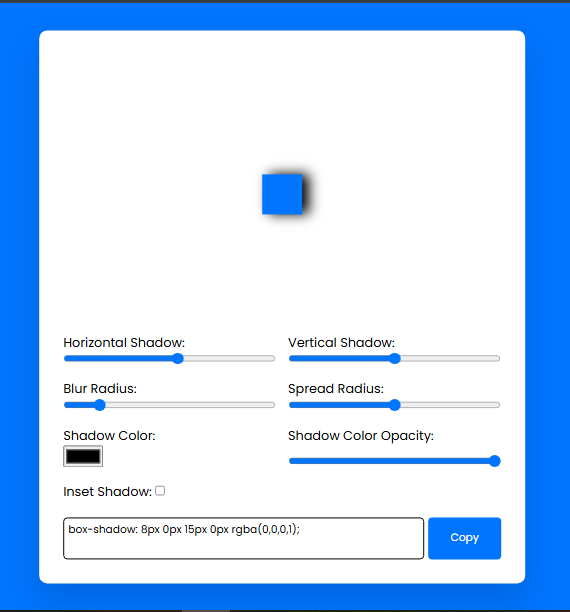 Horizontal Shadow:
Vertical Shadow:
Blur Radius:
Spread Radius:
Shadow Color:
Shadow Color Opacity:
Inset Shadow:
box-shadow: 8px 0px 15px 0px rgba(0,0,0,1);
Copy